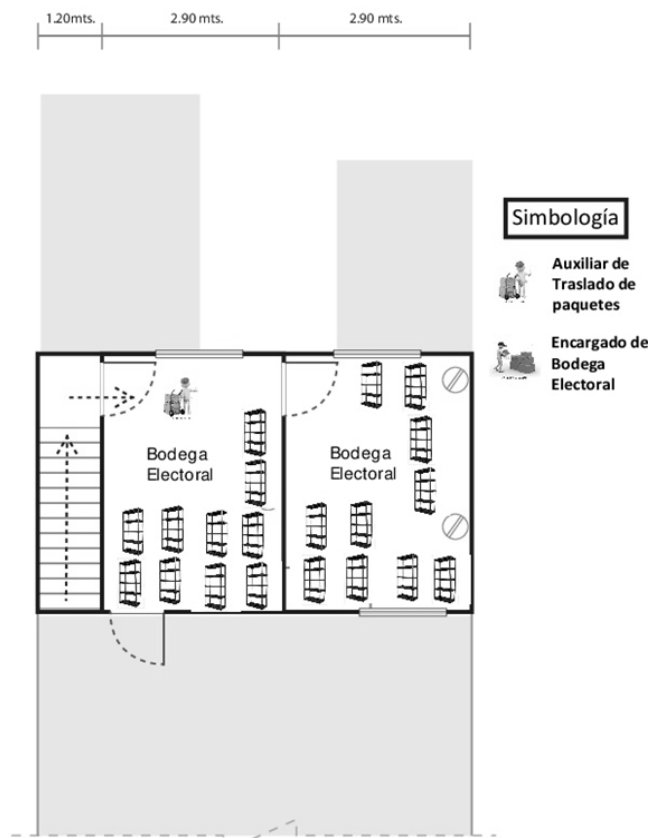 1.20mts. 2.90 mts. 2.90 mts.
Simbología
Auxiliar de
Traslado de
paquetes
Encargado de
Bodega
Electoral
Bodega
Electoral
Bodega
Electoral